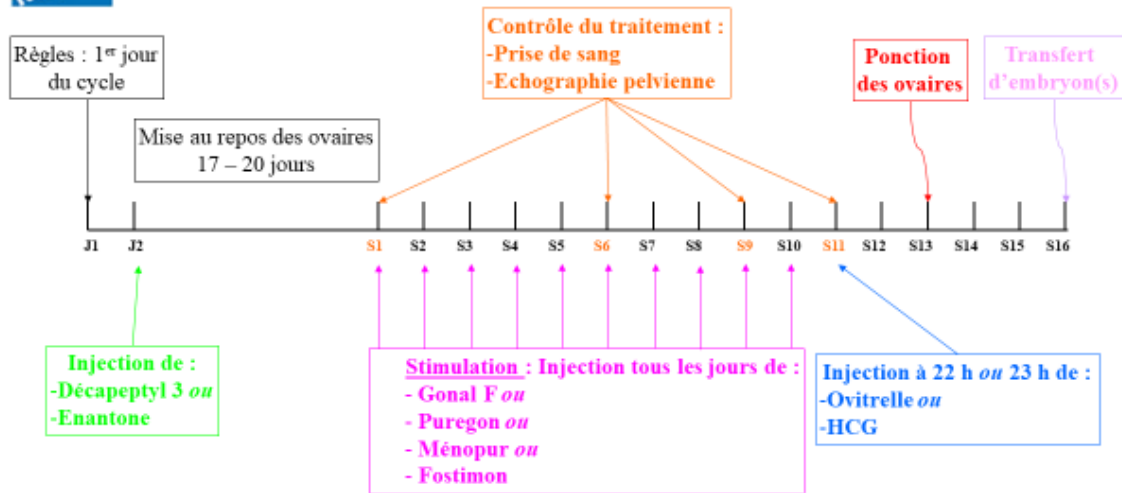 Règles : 1er jour
du cycle
Mise au repos des ovaires
17 – 20 jours
Contrôle du traitement :
-Prise de sang
-Echographie pelvienne
Ponction
des ovaires
Transfert
d'embryon(s)
J1 J2 S1 S2 S3 S4 S5 S6 S7 S8 S9 S10 S11 S12 S13 S14 S15 S16
Injection de :
-Décapeptyl 3 ou
-Enantone
Stimulation : Injection tous les jours de :
- Gonal F ou
- Puregon ou
- Ménopur ou
- Fostimon
Injection à 22 h ou 23 h de :
-Ovitrelle ou
-HCG